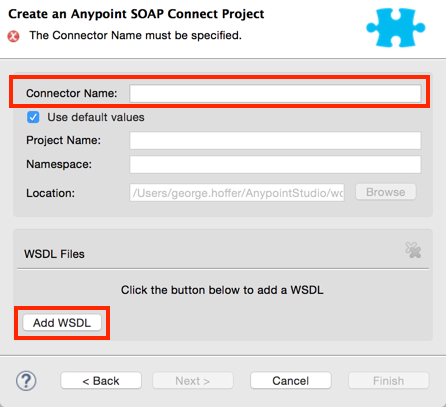 Create an Anypoint SOAP Connect Project
The Connector Name must be specified.
Connector Name:
Use default values
Project Name:
Namespace:
Location: /Users/george.hoffer/AnypointStudio/wo Browse
WSDL Files
Click the button below to add a WSDL
Add WSDL
? < Back Next > Cancel Finish